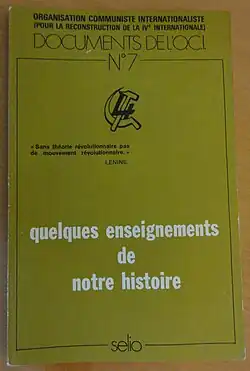 ORGANISATION COMMUNISTE INTERNATIONALISTE
(POUR LA RECONSTRUCTION DE LA IVe INTERNATIONALE)
DOCUMENTS DE L'O.C.I.
N°7
4
« Sans théorie révolutionnaire pas
de mouvement révolutionnaire. »
LENINE.
quelques enseignements
de
notre histoire
selio